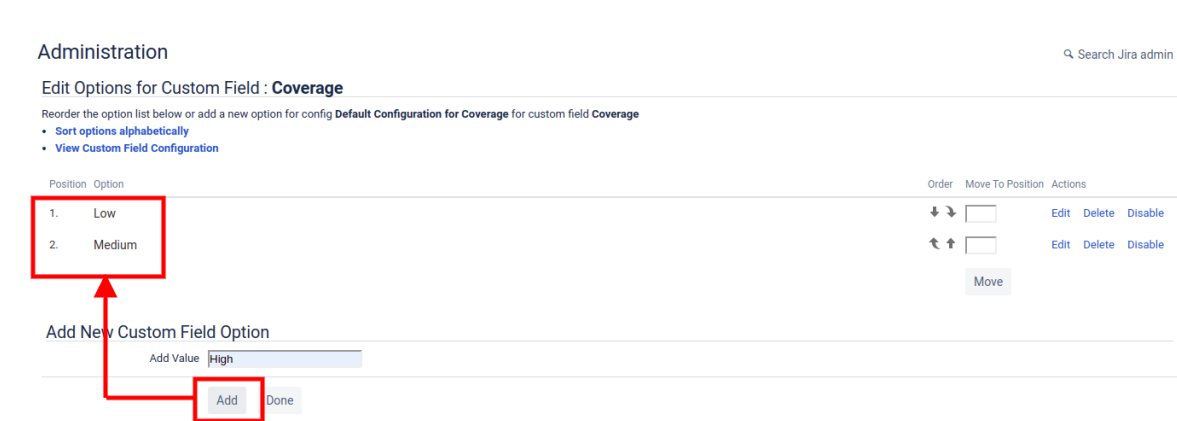 Administration
Search Jira admin
Edit Options for Custom Field : Coverage
Reorder the option list below or add a new option for config Default Configuration for Coverage for custom field Coverage
• Sort options alphabetically
• View Custom Field Configuration
Position Option Order Move To Position Actions
1. Low Edit Delete Disable
2. Medium Edit Delete Disable
Move
Add New Custom Field Option
Add Value High
Add Done